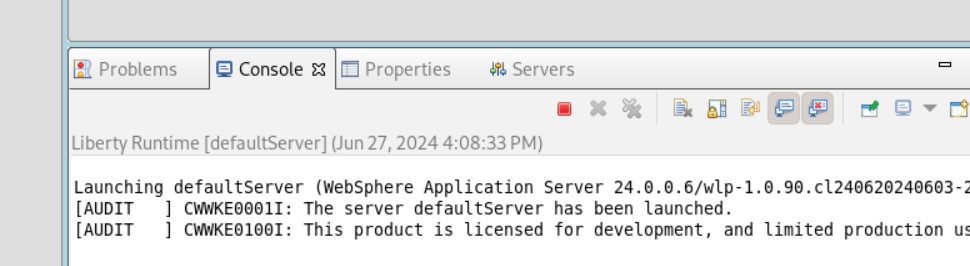 Problems Console Properties Servers
Liberty Runtime [defaultServer] (Jun 27, 2024 4:08:33 PM)
Launching defaultServer (WebSphere Application Server 24.0.0.6/wlp-1.0.90.cl240620240603-2
[AUDIT   ] CWWKE0001I: The server defaultServer has been launched.
[AUDIT   ] CWWKE0100I: This product is licensed for development, and limited production us